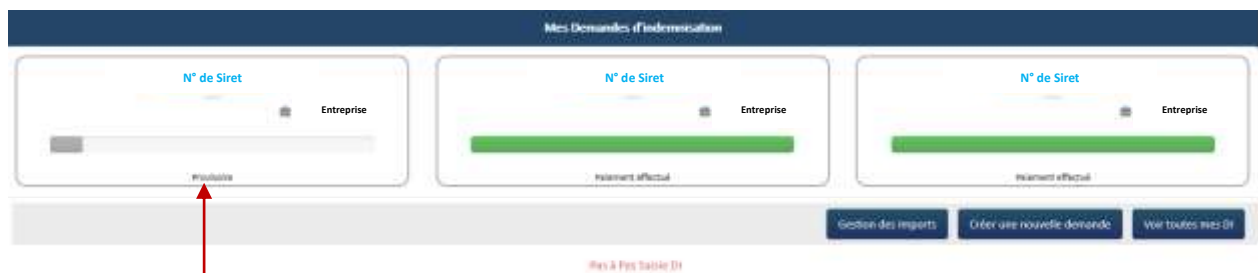 Mes Demandes d'indemnisation
N° de Siret
Entreprise
Provisoire
N° de Siret
Entreprise
Paiement effectué
N° de Siret
Entreprise
Paiement effectué
Gestion des imports
Créer une nouvelle demande
Voir toutes mes DI
Pas à Pas Saisie DI